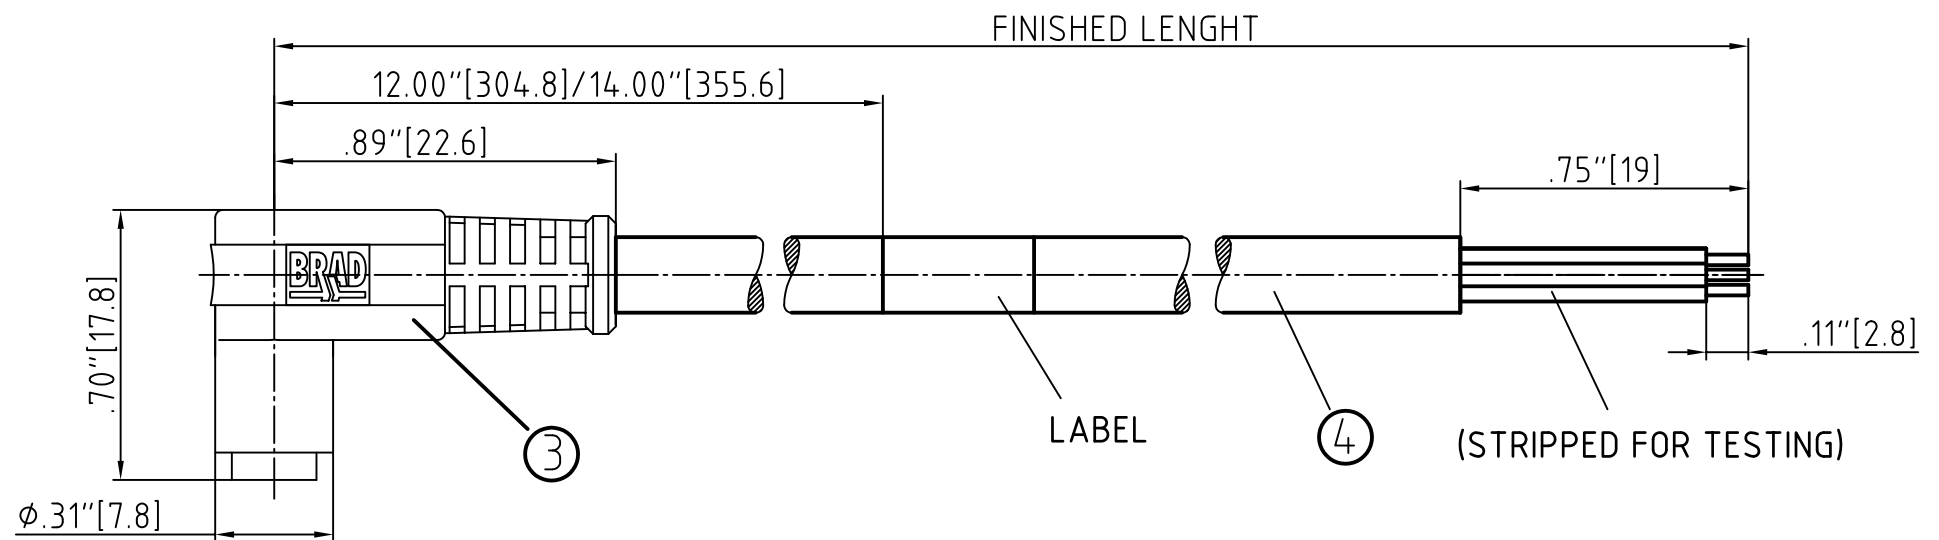 FINISHED LENGHT
12.00"[304.8]/14.00"[355.6]
.89"[22.6]
.75"[19]
BRAD
.70"[17.8]
.11"[2.8]
LABEL
3
4
(STRIPPED FOR TESTING)
φ.31"[7.8]